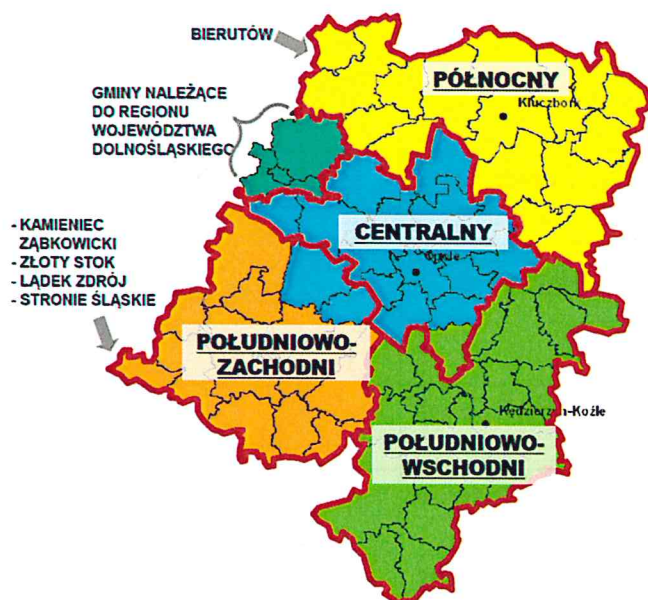 BIERUTÓW
PÓŁNOCNY
Kluczbork
GMINY NALEŻĄCE
DO REGIONU
WOJEWÓDZTWA
DOLNOŚLĄSKIEGO
- KAMIENIEC
ZĄBKOWICKI
- ZŁOTY STOK
- LĄDEK ZDRÓJ
- STRONIE ŚLĄSKIE
CENTRALNY
Opole
POŁUDNIOWO-
ZACHODNI
Kędzierzyn-Koźle
POŁUDNIOWO-
WSCHODNI